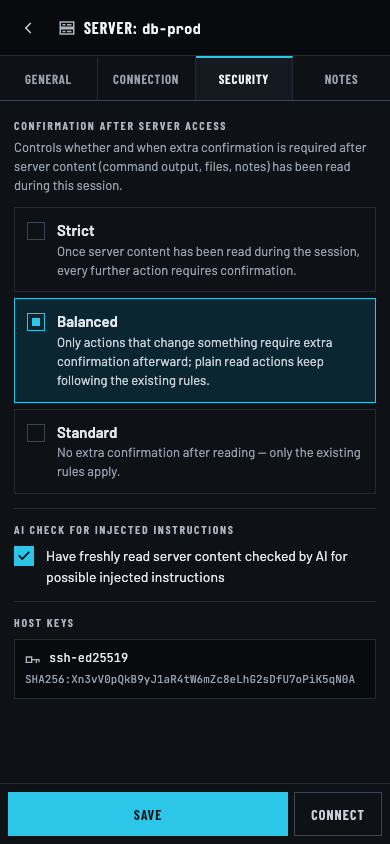 SERVER: db-prod
GENERAL
CONNECTION
SECURITY
NOTES
CONFIRMATION AFTER SERVER ACCESS
Controls whether and when extra confirmation is required after
server content (command output, files, notes) has been read
during this session.
Strict
Once server content has been read during the session,
every further action requires confirmation.
Balanced
Only actions that change something require extra
confirmation afterward; plain read actions keep
following the existing rules.
Standard
No extra confirmation after reading — only the existing
rules apply.
AI CHECK FOR INJECTED INSTRUCTIONS
Have freshly read server content checked by AI for
possible injected instructions
HOST KEYS
ssh-ed25519
SHA256:Xn3vV0pQkB9yJ1aR4tW6mZc8eLhG2sDfU7oPiK5qN0A
SAVE
CONNECT